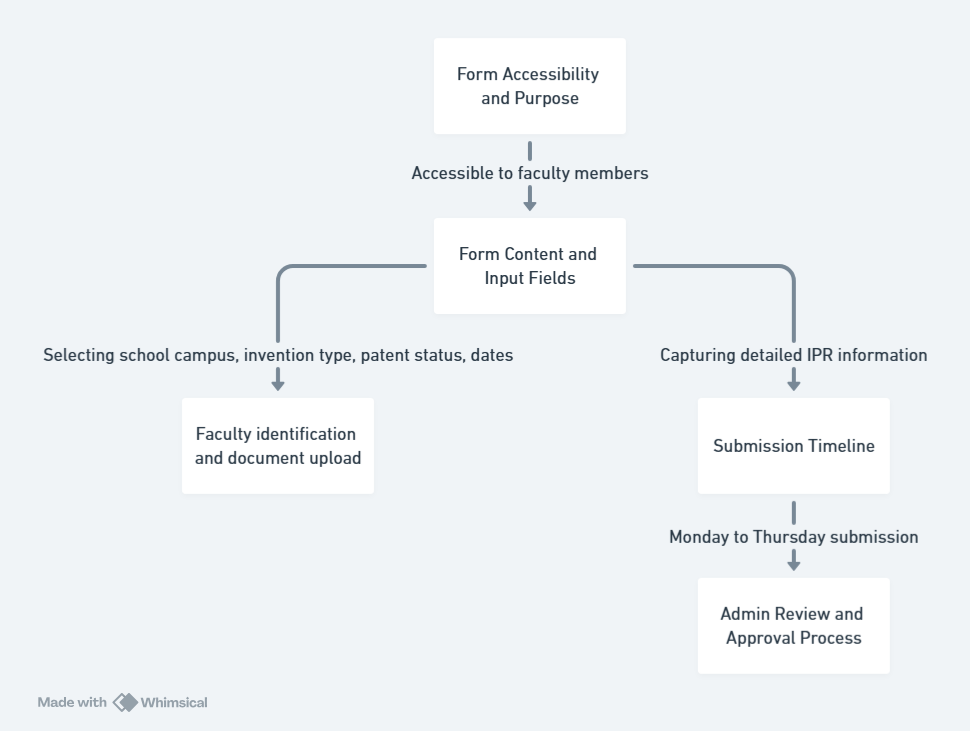 Form Accessibility
and Purpose
Accessible to faculty members
Form Content and
Input Fields
Selecting school campus, invention type, patent status, dates
Capturing detailed IPR information
Faculty identification
and document upload
Submission Timeline
Monday to Thursday submission
Admin Review and
Approval Process
Made with Whimsical